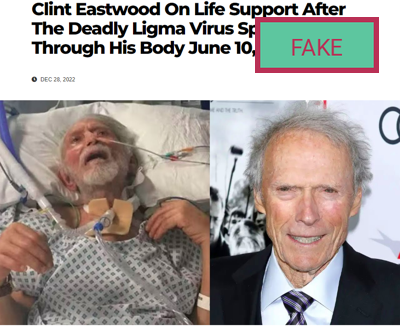 Clint Eastwood On Life Support After
The Deadly Ligma Virus Sp
Through His Body June 10,
FAKE
DEC 28, 2022